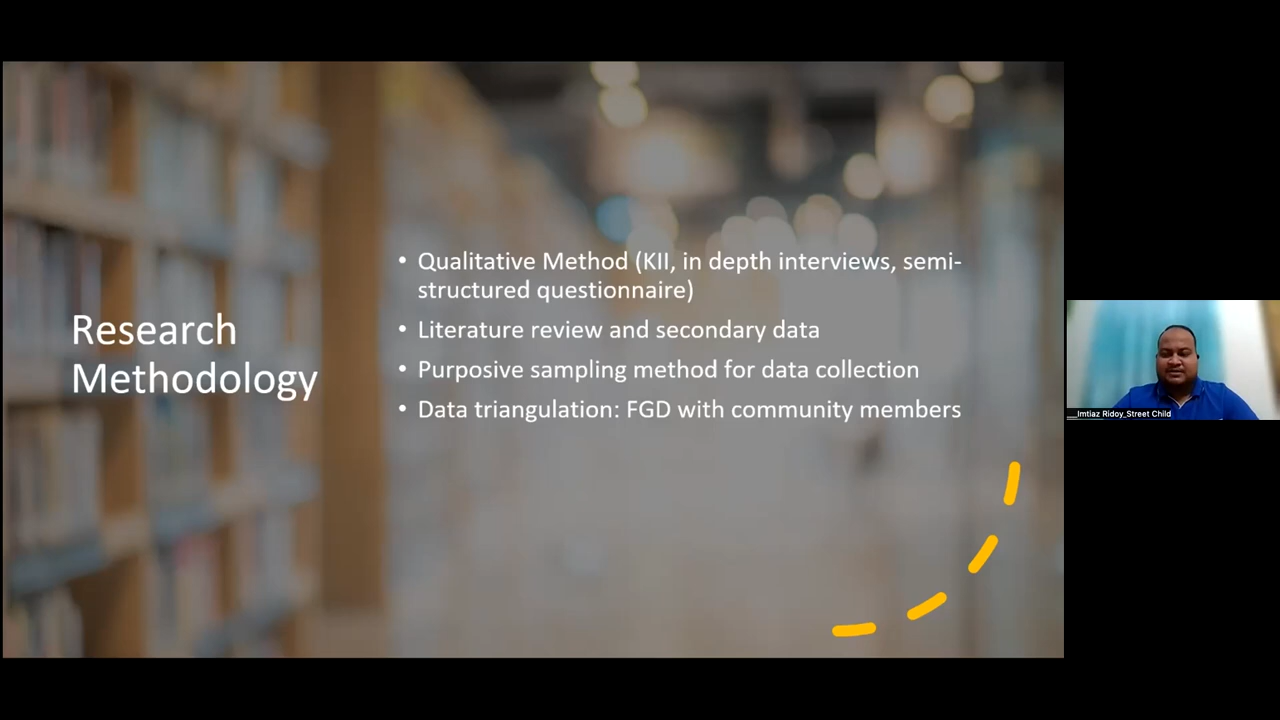 Research
Methodology
• Qualitative Method (KII, in depth interviews, semi-
structured questionnaire)
• Literature review and secondary data
• Purposive sampling method for data collection
• Data triangulation: FGD with community members
__Imtiaz Ridoy_Street Child